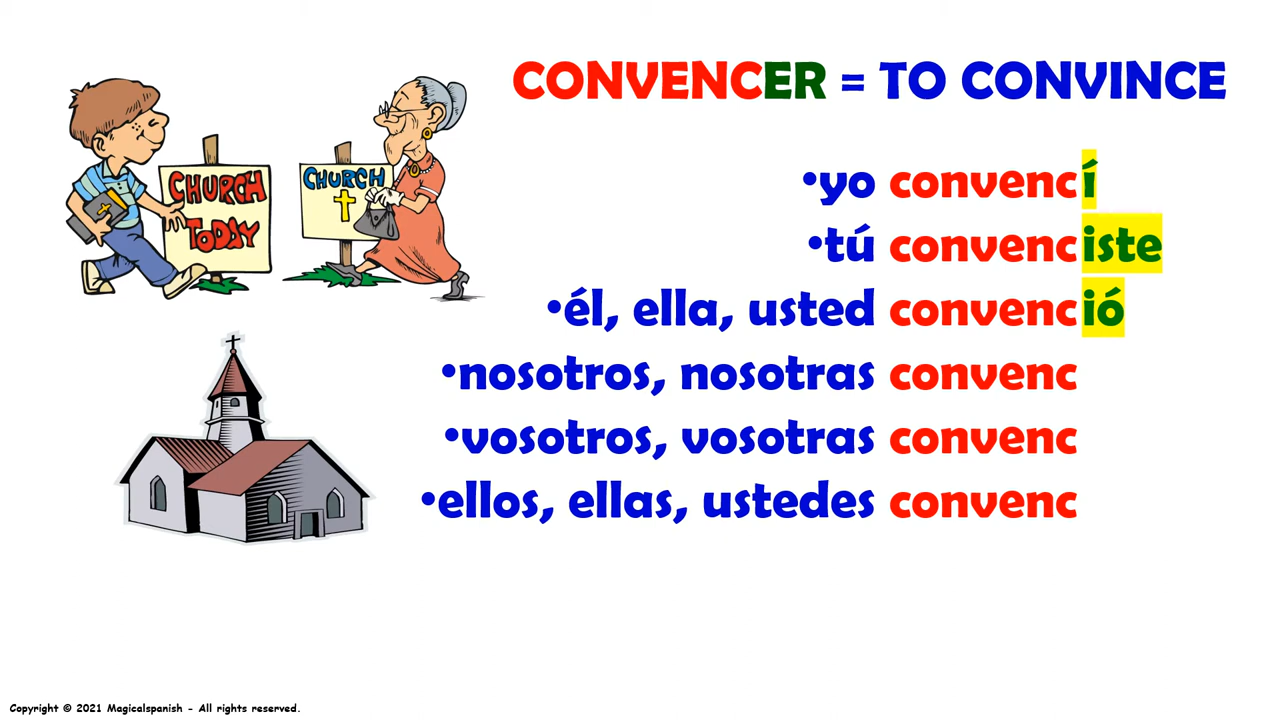 CONVENCER = TO CONVINCE
CHURCH
TODAY
CHURCH
•yo convencí
•tú convenciste
•él, ella, usted convenció
•nosotros, nosotras convenc
•vosotros, vosotras convenc
•ellos, ellas, ustedes convenc
Copyright © 2021 Magicalspanish - All rights reserved.